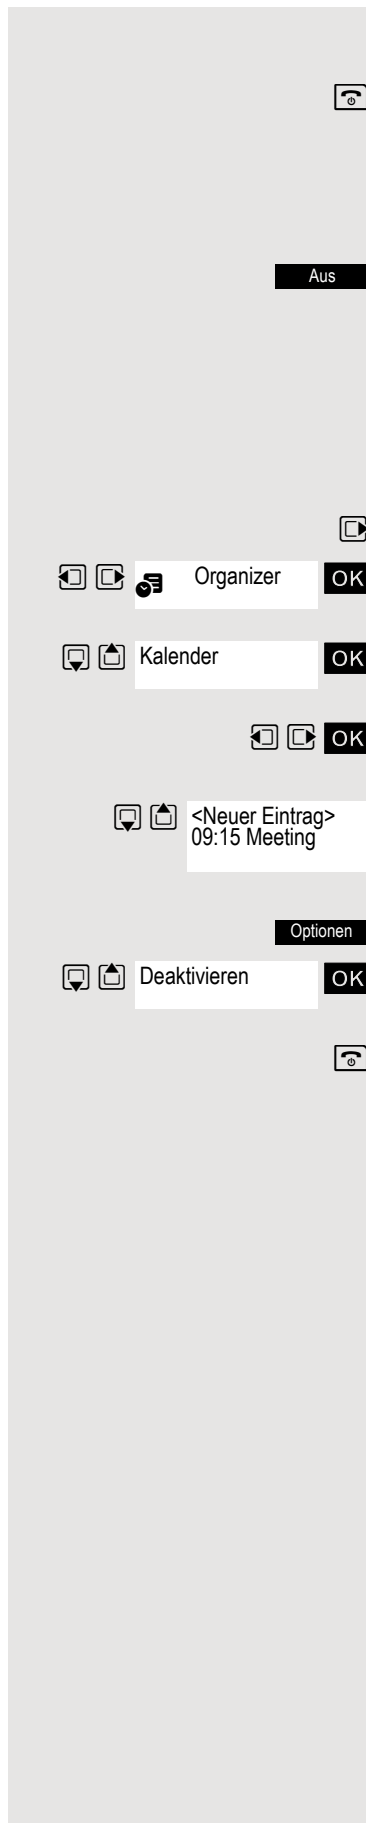 Aus
Organizer OK
Kalender OK
OK
<Neuer Eintrag>
09:15 Meeting
Optionen
Deaktivieren OK